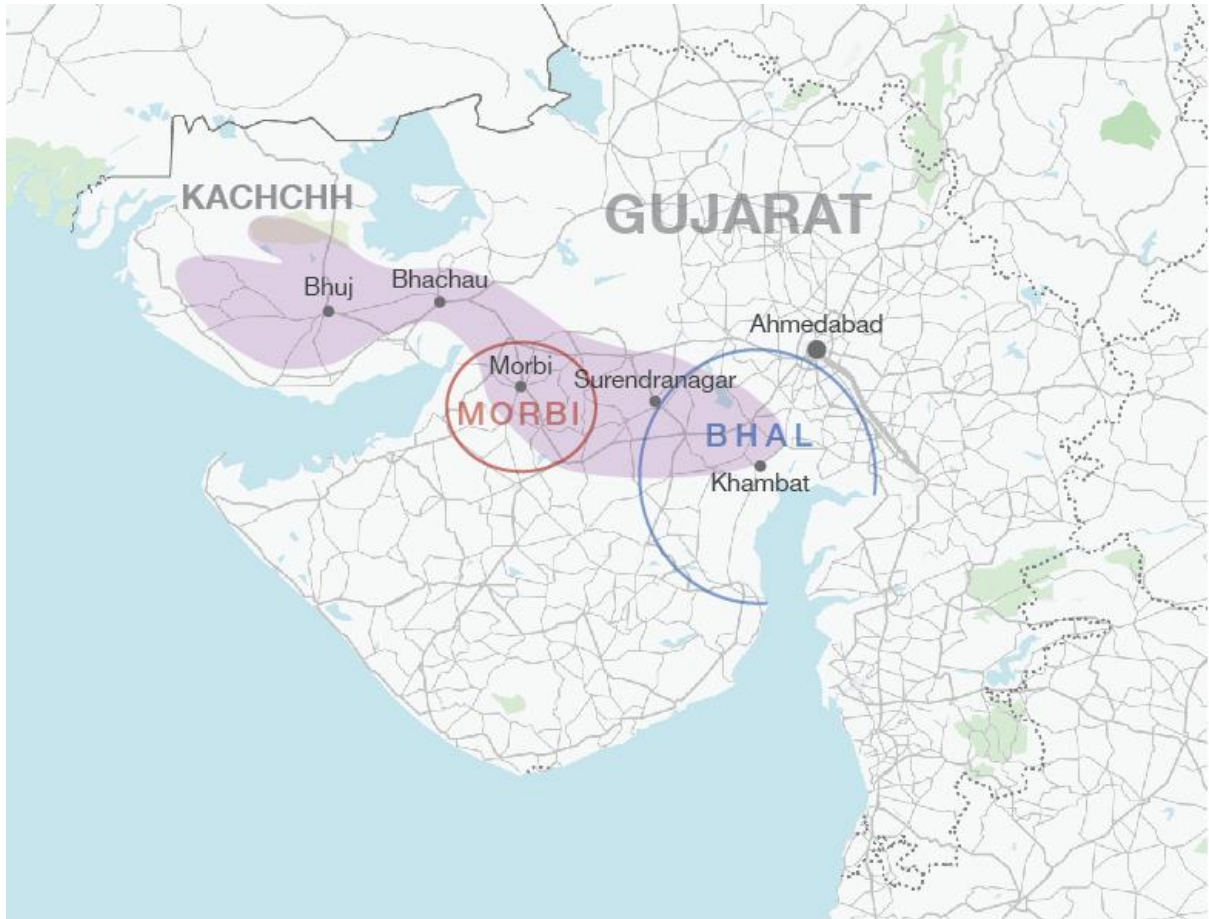 KACHCHH
GUJARAT
Bhuj
Bhachau
Ahmedabad
Morbi
MORBI
Surendranagar
BHAL
Khambat